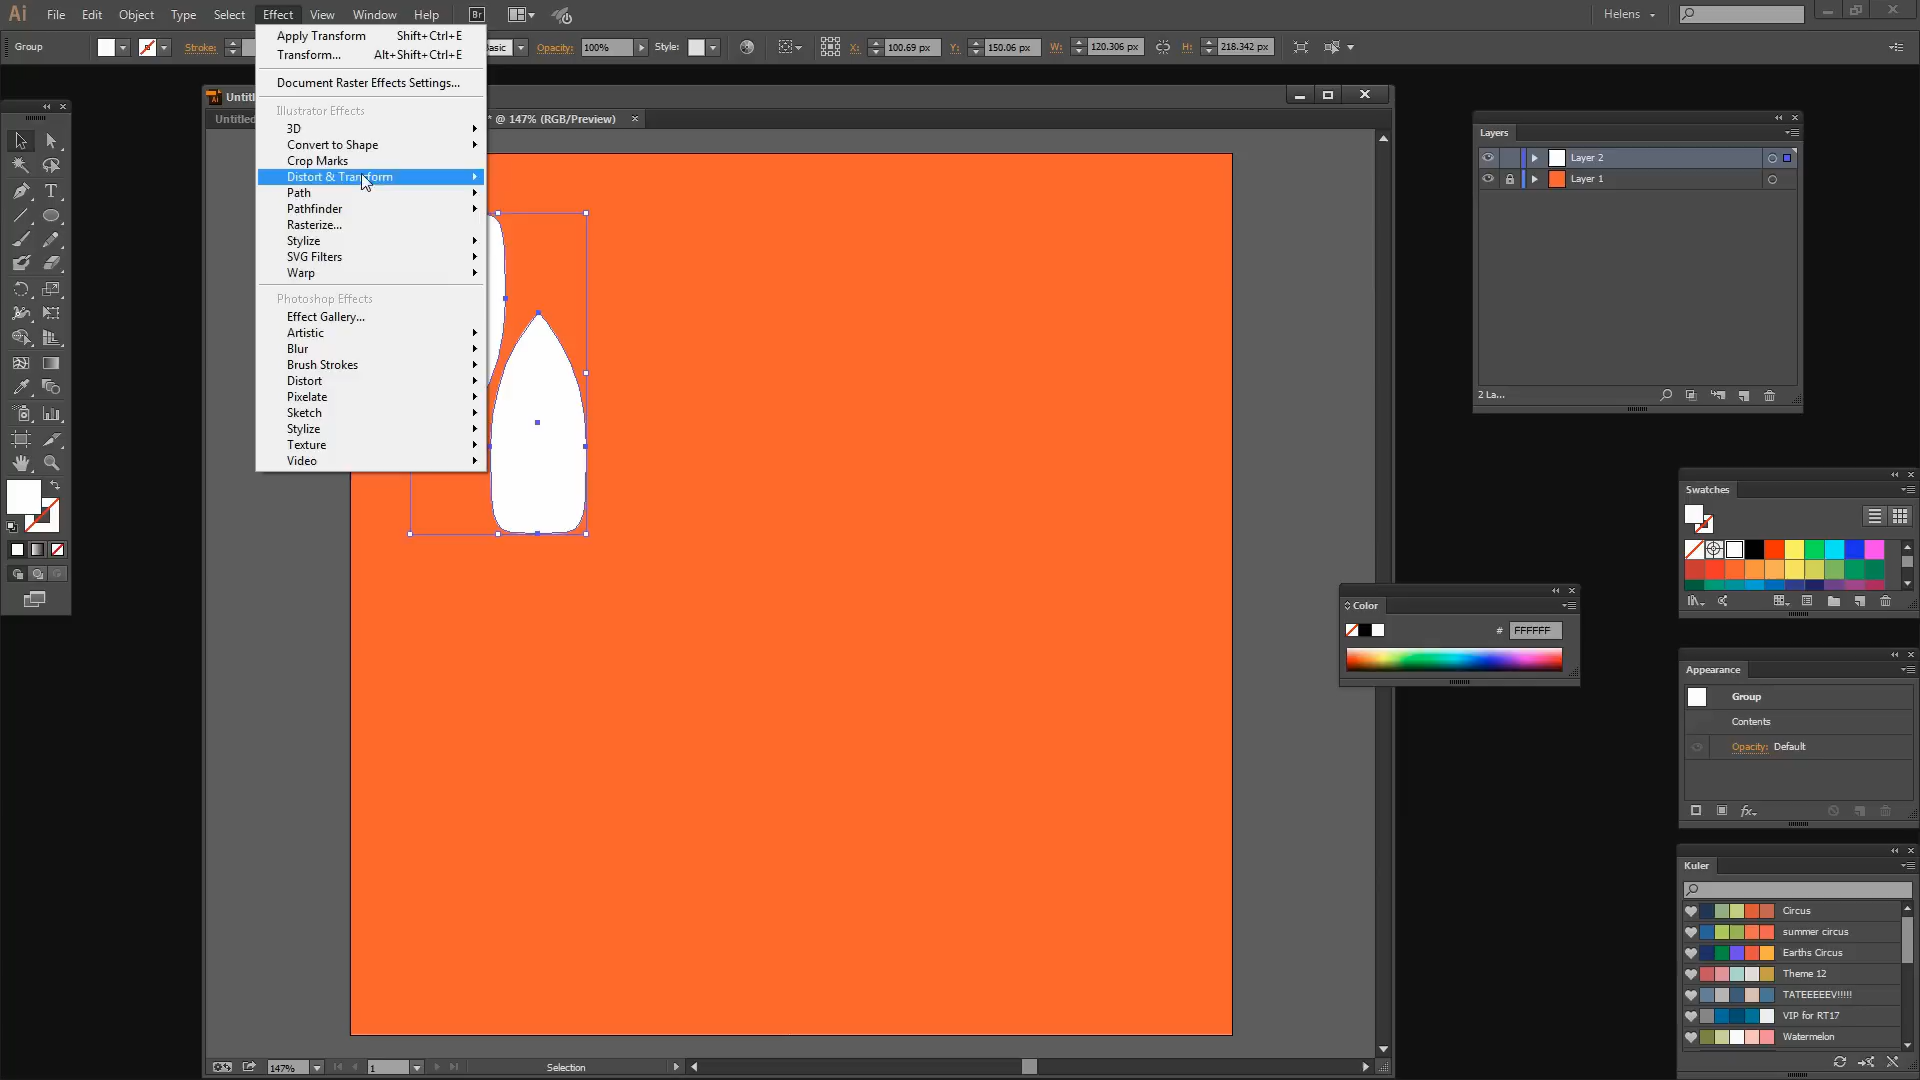 Ai File Edit Object Type Select Effect View Window Help Br Helens
Group Stroke: Basic Opacity: 100% Style: X: 100.69 px Y: 150.06 px W: 120.306 px H: 218.342 px
Apply Transform Shift+Ctrl+E
Transform... Alt+Shift+Ctrl+E
Document Raster Effects Settings...
Illustrator Effects
3D
Convert to Shape
Crop Marks
Distort & Transform
Path
Pathfinder
Rasterize...
Stylize
SVG Filters
Warp
Photoshop Effects
Effect Gallery...
Artistic
Blur
Brush Strokes
Distort
Pixelate
Sketch
Stylize
Texture
Video
Ai Untitl
Untitled * @ 147% (RGB/Preview)
Layers
Layer 2
Layer 1
2 La...
Swatches
Color
# FFFFFF
Appearance
Group
Contents
Opacity: Default
fx
Kuler
Circus
summer circus
Earths Circus
Theme 12
TATEEEEEV!!!!!
VIP for RT17
Watermelon
147% 1 Selection